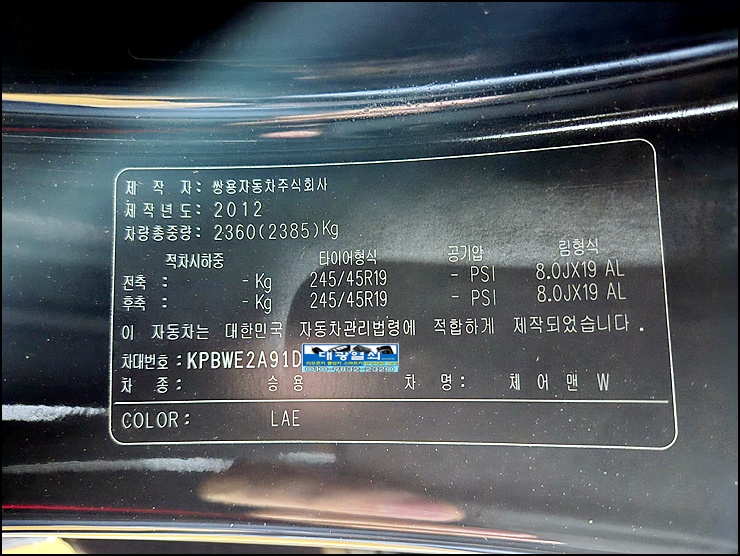 제 작 자: 쌍용자동차주식회사
제작년도: 2012
차량총중량: 2360(2385)Kg
적차시하중 타이어형식 공기압 림형식
전축 : - Kg 245/45R19 - PSI 8.0JX19 AL
후축 : - Kg 245/45R19 - PSI 8.0JX19 AL
이 자동차는 대한민국 자동차관리법령에 적합하게 제작되었습니다.
차대번호: KPBWE2A91D
대광열쇠
차 종: 승 용 차 명: 체 어 맨 W
COLOR: LAE